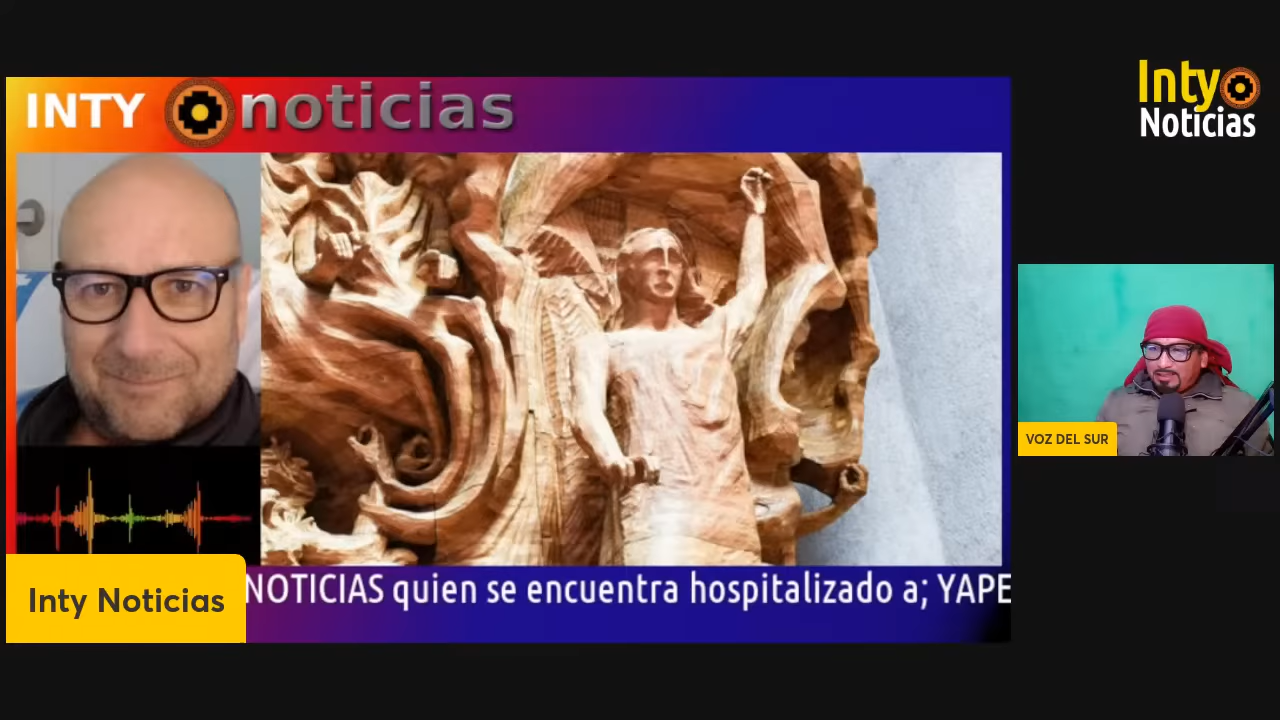 INTY noticias
Inty
Noticias
VOZ DEL SUR
NOTICIAS quien se encuentra hospitalizado a; YAPE
Inty Noticias